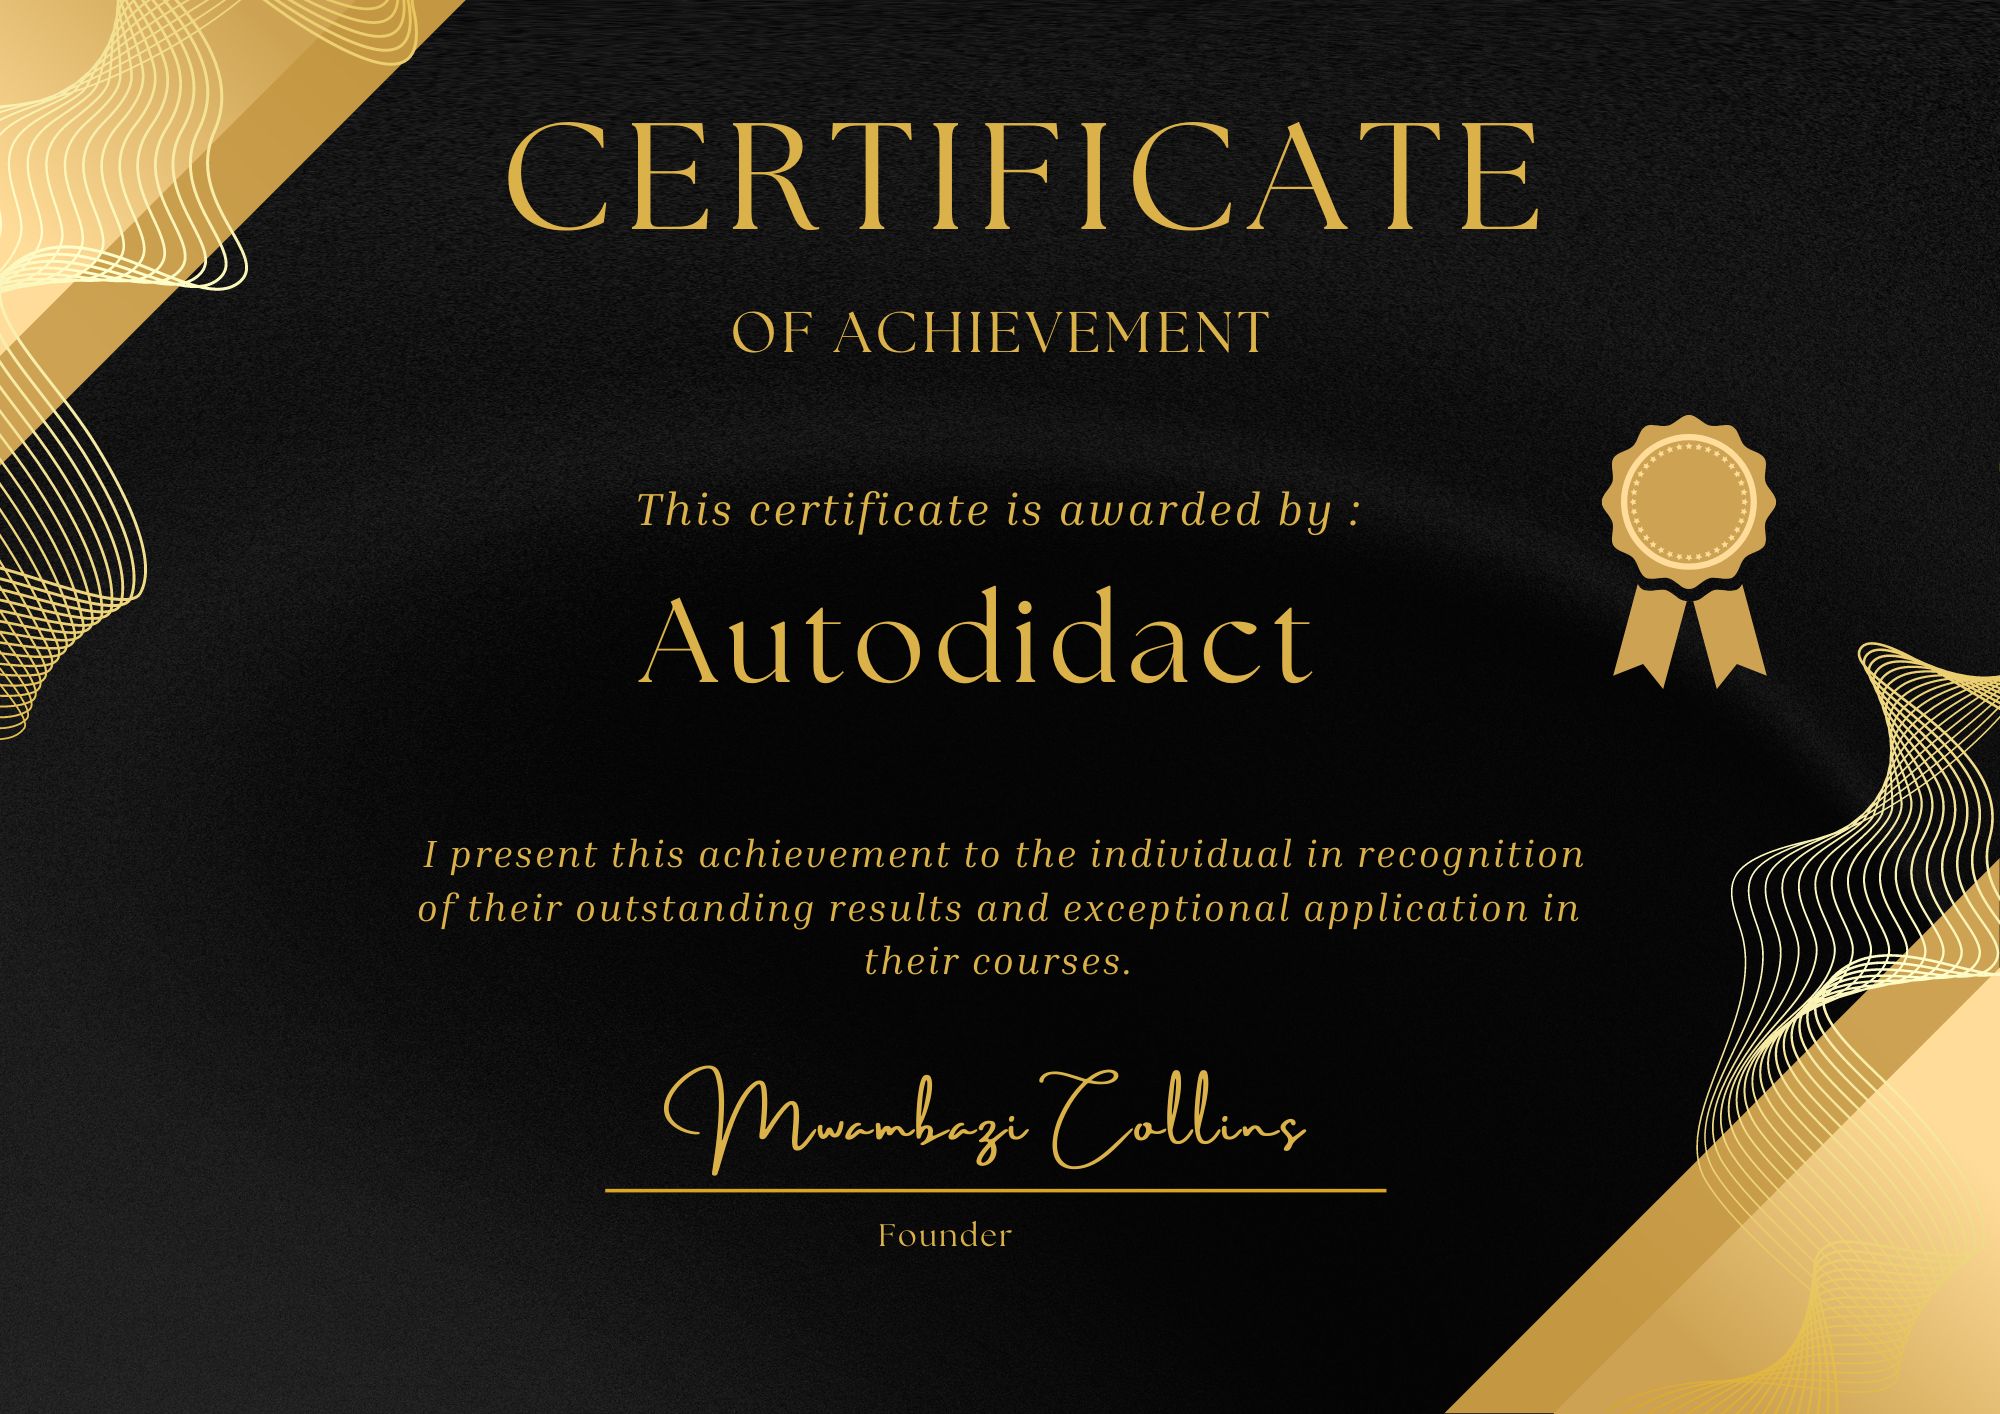 CERTIFICATE
OF ACHIEVEMENT
This certificate is awarded by :
Autodidact
I present this achievement to the individual in recognition
of their outstanding results and exceptional application in
their courses.
Mwambazi Collins
Founder